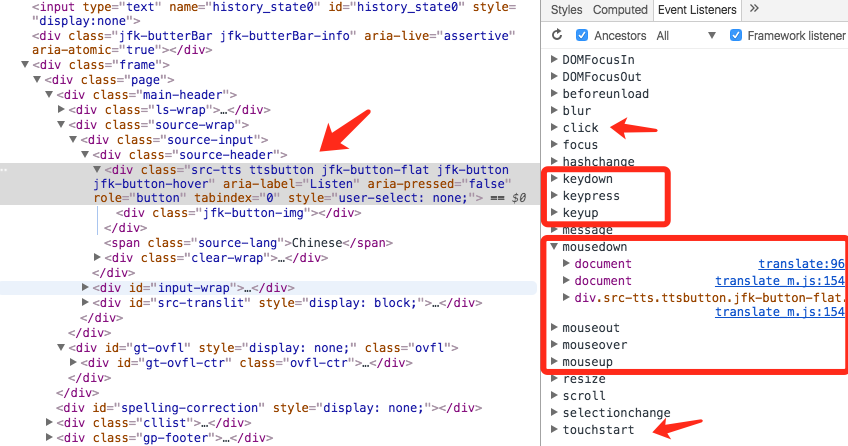 <input type="text" name="history_state0" id="history_state0" style=
"display:none">
<div class="jfk-butterBar jfk-butterBar-info" aria-live="assertive"
aria-atomic="true"></div>
▼<div class="frame">
▼<div class="page">
▼<div class="main-header">
▶<div class="ls-wrap">…</div>
▼<div class="source-wrap">
▼<div class="source-input">
▼<div class="source-header">
▼<div class="src-tts ttsbutton jfk-button-flat jfk-button
jfk-button-hover" aria-label="Listen" aria-pressed="false"
role="button" tabindex="0" style="user-select: none;"> == $0
<div class="jfk-button-img"></div>
</div>
<span class="source-lang">Chinese</span>
▶<div class="clear-wrap">…</div>
</div>
▶<div id="input-wrap">…</div>
▶<div id="src-translit" style="display: block;">…</div>
</div>
</div>
▼<div id="gt-ovfl" style="display: none;" class="ovfl">
▶<div id="gt-ovfl-ctr" class="ovfl-ctr">…</div>
</div>
</div>
<div id="spelling-correction" style="display: none;"></div>
▶<div class="cllist">…</div>
▶<div class="gp-footer">…</div>
Styles Computed Event Listeners »
Ancestors All ▼ Framework listener
▶ DOMFocusIn
▶ DOMFocusOut
▶ beforeunload
▶ blur
▶ click
▶ focus
▶ hashchange
▶ keydown
▶ keypress
▶ keyup
▶ message
▼ mousedown
▶ document translate:96
▶ document translate_m.js:154
▶ div.src-tts.ttsbutton.jfk-button-flat.
translate_m.js:154
▶ mouseout
▶ mouseover
▶ mouseup
▶ resize
▶ scroll
▶ selectionchange
▶ touchstart